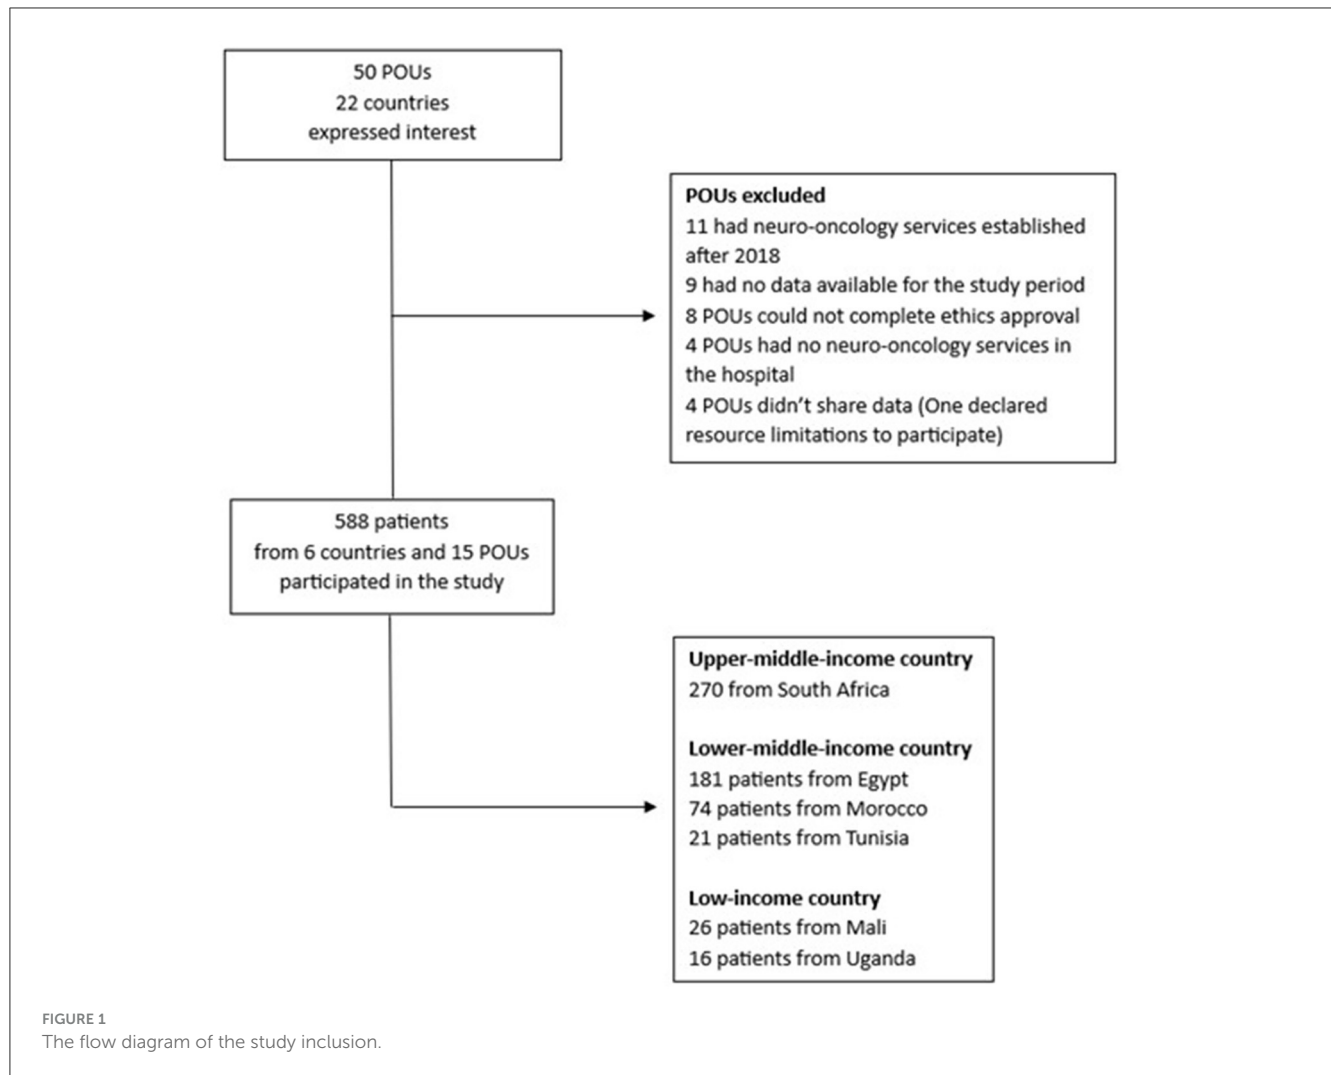 50 POUs
22 countries
expressed interest
POUs excluded
11 had neuro-oncology services established
after 2018
9 had no data available for the study period
8 POUs could not complete ethics approval
4 POUs had no neuro-oncology services in
the hospital
4 POUs didn't share data (One declared
resource limitations to participate)
588 patients
from 6 countries and 15 POUs
participated in the study
Upper-middle-income country
270 from South Africa
Lower-middle-income country
181 patients from Egypt
74 patients from Morocco
21 patients from Tunisia
Low-income country
26 patients from Mali
16 patients from Uganda
FIGURE 1
The flow diagram of the study inclusion.